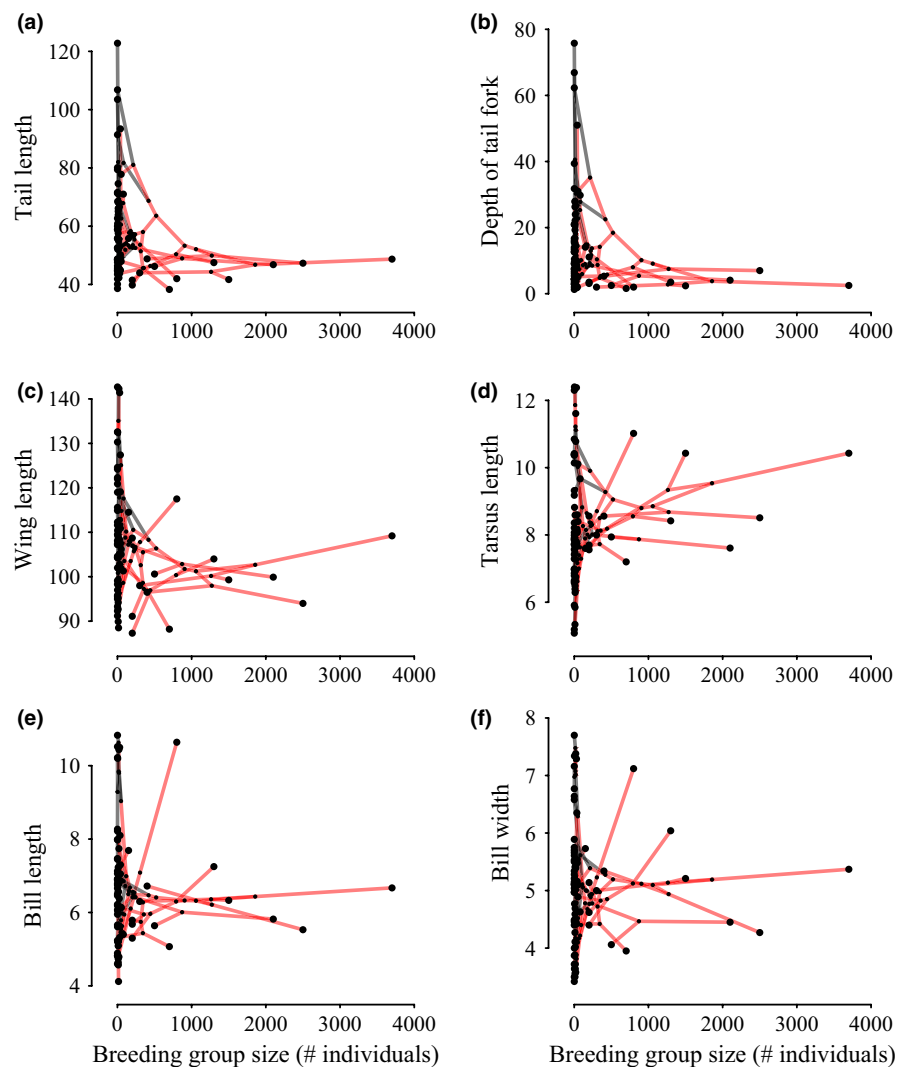 (a)
Tail length
120
100
80
60
40
0 1000 2000 3000 4000
(b)
Depth of tail fork
80
60
40
20
0
0 1000 2000 3000 4000
(c)
Wing length
140
130
120
110
100
90
0 1000 2000 3000 4000
(d)
Tarsus length
12
10
8
6
0 1000 2000 3000 4000
(e)
Bill length
10
8
6
4
0 1000 2000 3000 4000
Breeding group size (# individuals)
(f)
Bill width
8
7
6
5
4
0 1000 2000 3000 4000
Breeding group size (# individuals)